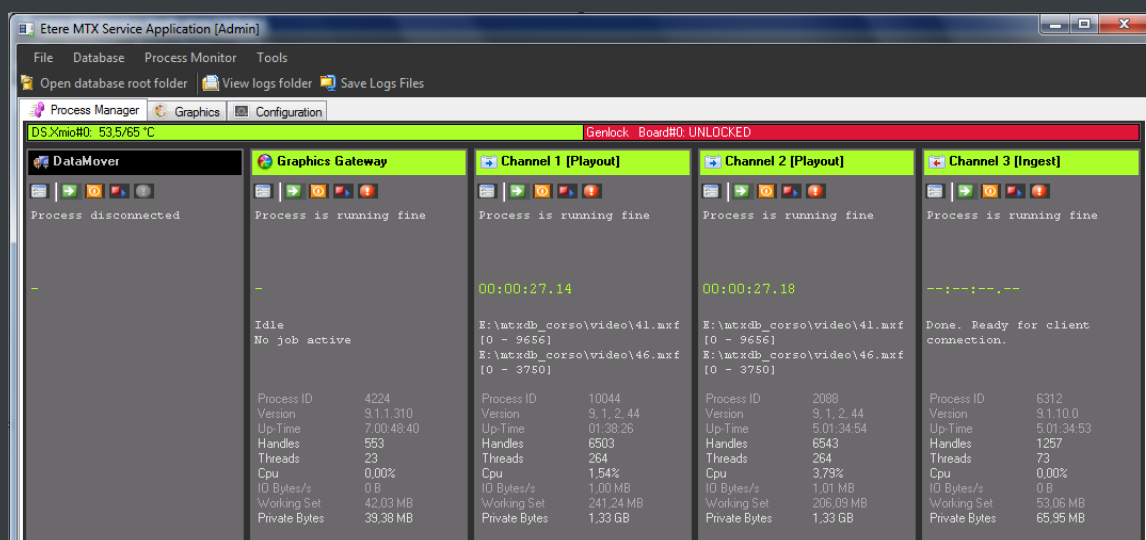 Etere MTX Service Application [Admin]
File Database Process Monitor Tools
Open database root folder View logs folder Save Logs Files
Process Manager Graphics Configuration
DS.Xmio#0: 53,5/65 °C Genlock Board#0: UNLOCKED
DataMover
Process disconnected
-
Graphics Gateway
Process is running fine
-
Idle
No job active
Process ID 4224
Version 9.1.1.310
Up-Time 7.00:48:40
Handles 553
Threads 23
Cpu 0,00%
IO Bytes/s 0 B
Working Set 42,03 MB
Private Bytes 39,38 MB
Channel 1 [Playout]
Process is running fine
00:00:27.14
E:\mtxdb_corso\video\41.mxf
[0 - 9656]
E:\mtxdb_corso\video\46.mxf
[0 - 3750]
Process ID 10044
Version 9, 1, 2, 44
Up-Time 01:38:26
Handles 6503
Threads 264
Cpu 1,54%
IO Bytes/s 1,00 MB
Working Set 241,24 MB
Private Bytes 1,33 GB
Channel 2 [Playout]
Process is running fine
00:00:27.18
E:\mtxdb_corso\video\41.mxf
[0 - 9656]
E:\mtxdb_corso\video\46.mxf
[0 - 3750]
Process ID 2088
Version 9, 1, 2, 44
Up-Time 5.01:34:54
Handles 6543
Threads 264
Cpu 3,79%
IO Bytes/s 1,01 MB
Working Set 206,09 MB
Private Bytes 1,33 GB
Channel 3 [Ingest]
Process is running fine
--:--:--.--
Done. Ready for client
connection.
Process ID 6312
Version 9.1.10.0
Up-Time 5.01:34:53
Handles 1257
Threads 73
Cpu 0,00%
IO Bytes/s 0 B
Working Set 53,06 MB
Private Bytes 65,95 MB